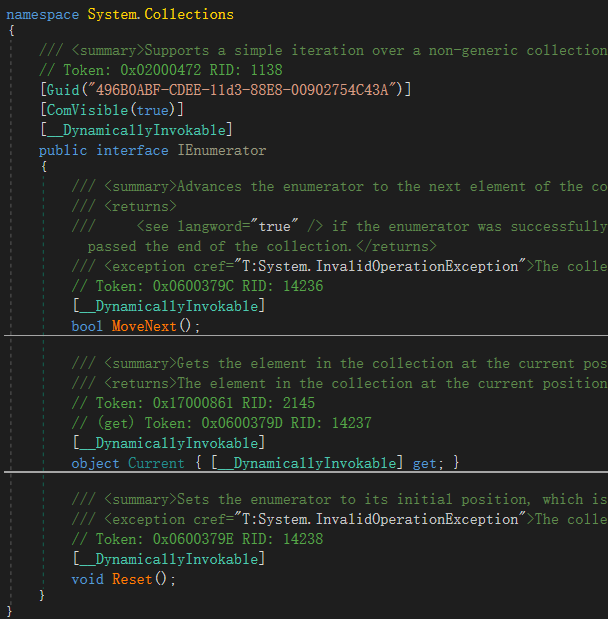 namespace System.Collections
{
/// <summary>Supports a simple iteration over a non-generic collection
// Token: 0x02000472 RID: 1138
[Guid("496B0ABF-CDEE-11d3-88E8-00902754C43A")]
[ComVisible(true)]
[__DynamicallyInvokable]
public interface IEnumerator
{
/// <summary>Advances the enumerator to the next element of the co
/// <returns>
/// <see langword="true" /> if the enumerator was successfully
passed the end of the collection.</returns>
/// <exception cref="T:System.InvalidOperationException">The colle
// Token: 0x0600379C RID: 14236
[__DynamicallyInvokable]
bool MoveNext();
/// <summary>Gets the element in the collection at the current pos
/// <returns>The element in the collection at the current position
// Token: 0x17000861 RID: 2145
// (get) Token: 0x0600379D RID: 14237
[__DynamicallyInvokable]
object Current { [__DynamicallyInvokable] get; }
/// <summary>Sets the enumerator to its initial position, which is
/// <exception cref="T:System.InvalidOperationException">The colle
// Token: 0x0600379E RID: 14238
[__DynamicallyInvokable]
void Reset();
}
}